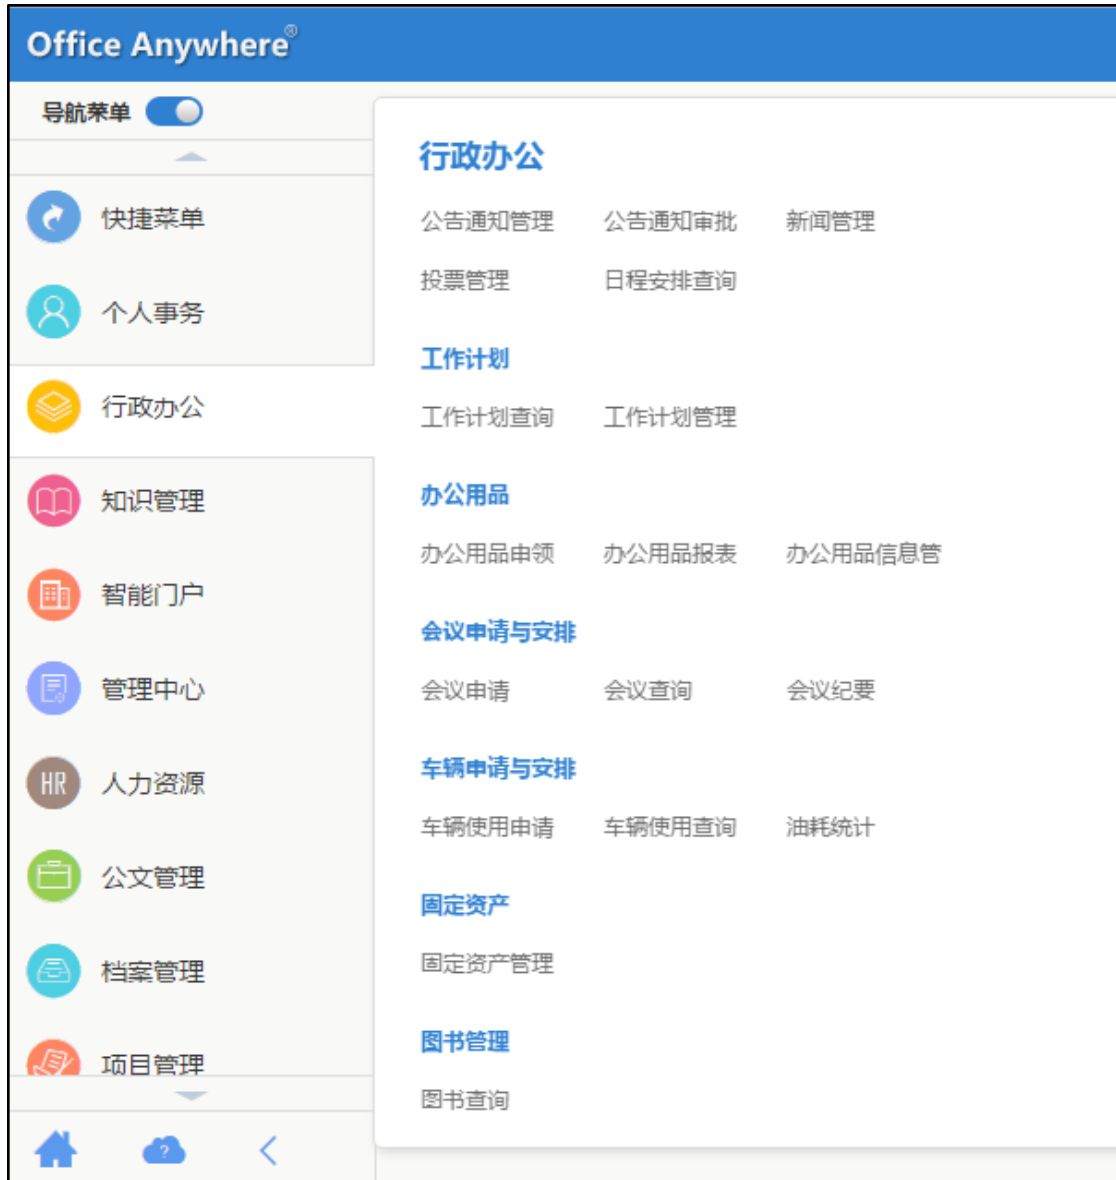 Office Anywhere®
导航菜单
快捷菜单
个人事务
行政办公
知识管理
智能门户
管理中心
HR 人力资源
公文管理
档案管理
项目管理
?
行政办公
公告通知管理 公告通知审批 新闻管理
投票管理 日程安排查询
工作计划
工作计划查询 工作计划管理
办公用品
办公用品申领 办公用品报表 办公用品信息管
会议申请与安排
会议申请 会议查询 会议纪要
车辆申请与安排
车辆使用申请 车辆使用查询 油耗统计
固定资产
固定资产管理
图书管理
图书查询